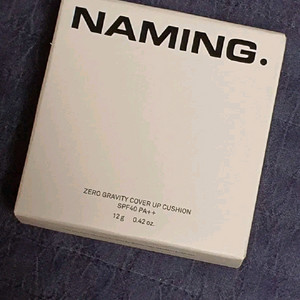 NAMING.
ZERO GRAVITY COVER UP CUSHION
SPF40 PA++
12 g   0.42 oz.